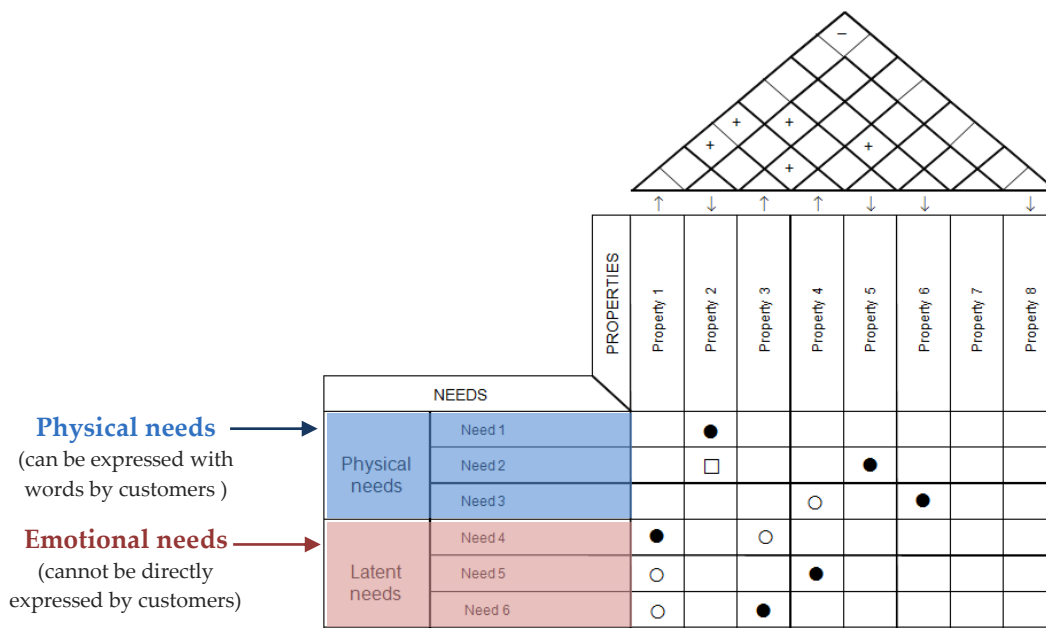 −
+ +
+ +
+
↑ ↓ ↑ ↑ ↓ ↓ ↓
PROPERTIES
Property 1
Property 2
Property 3
Property 4
Property 5
Property 6
Property 7
Property 8
NEEDS
Physical needs
(can be expressed with
words by customers )
Physical
needs
Need 1
Need 2
Need 3
Emotional needs
(cannot be directly
expressed by customers)
Latent
needs
Need 4
Need 5
Need 6